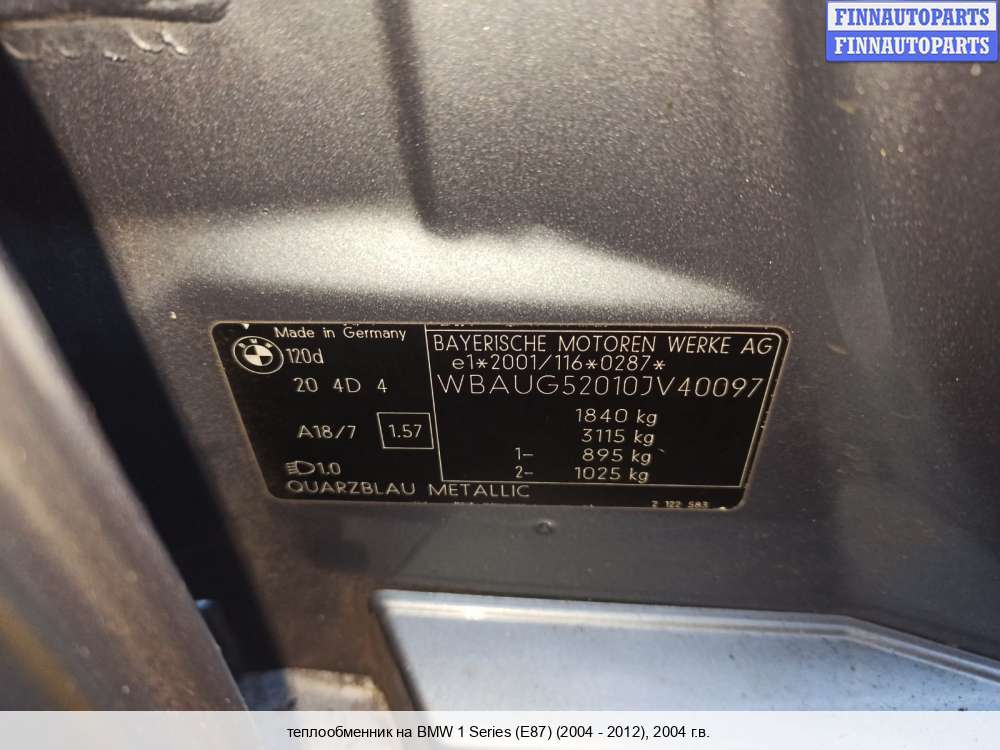 FINNAUTOPARTS
FINNAUTOPARTS
Made in Germany
120d
20 4D 4
A18/7 1.57
1.0
QUARZBLAU METALLIC
BAYERISCHE MOTOREN WERKE AG
e1*2001/116*0287*
WBAUG52010JV40097
1840 kg
3115 kg
1- 895 kg
2- 1025 kg
2 122 583
теплообменник на BMW 1 Series (E87) (2004 - 2012), 2004 г.в.